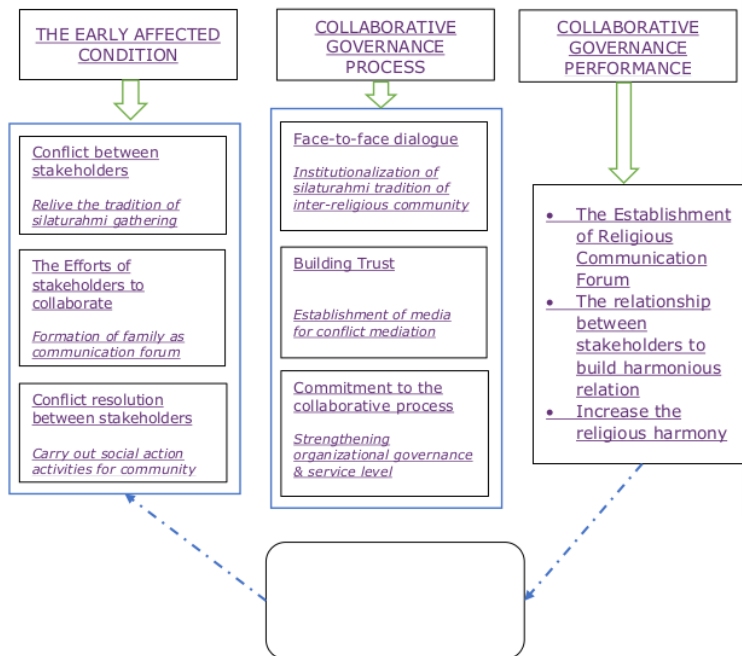 THE EARLY AFFECTED
CONDITION
Conflict between
stakeholders
Relive the tradition of
silaturahmi gathering
The Efforts of
stakeholders to
collaborate
Formation of family as
communication forum
Conflict resolution
between stakeholders
Carry out social action
activities for community
COLLABORATIVE
GOVERNANCE
PROCESS
Face-to-face dialogue
Institutionalization of
silaturahmi tradition of
inter-religious community
Building Trust
Establishment of media
for conflict mediation
Commitment to the
collaborative process
Strengthening
organizational governance
& service level
COLLABORATIVE
GOVERNANCE
PERFORMANCE
• The Establishment
of Religious
Communication
Forum
• The relationship
between
stakeholders to
build harmonious
relation
• Increase the
religious harmony